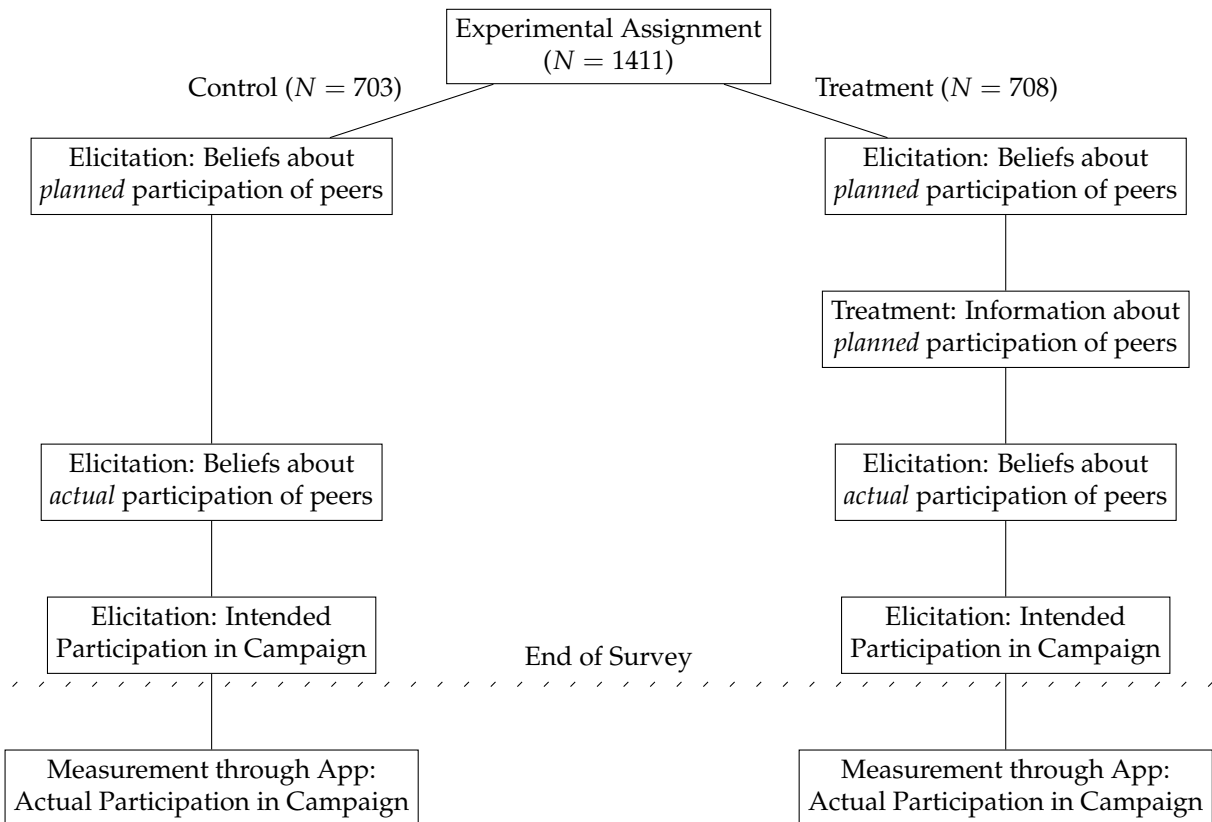 Experimental Assignment
(N = 1411)
Control (N = 703)
Treatment (N = 708)
Elicitation: Beliefs about
planned participation of peers
Elicitation: Beliefs about
planned participation of peers
Treatment: Information about
planned participation of peers
Elicitation: Beliefs about
actual participation of peers
Elicitation: Beliefs about
actual participation of peers
Elicitation: Intended
Participation in Campaign
Elicitation: Intended
Participation in Campaign
End of Survey
Measurement through App:
Actual Participation in Campaign
Measurement through App:
Actual Participation in Campaign